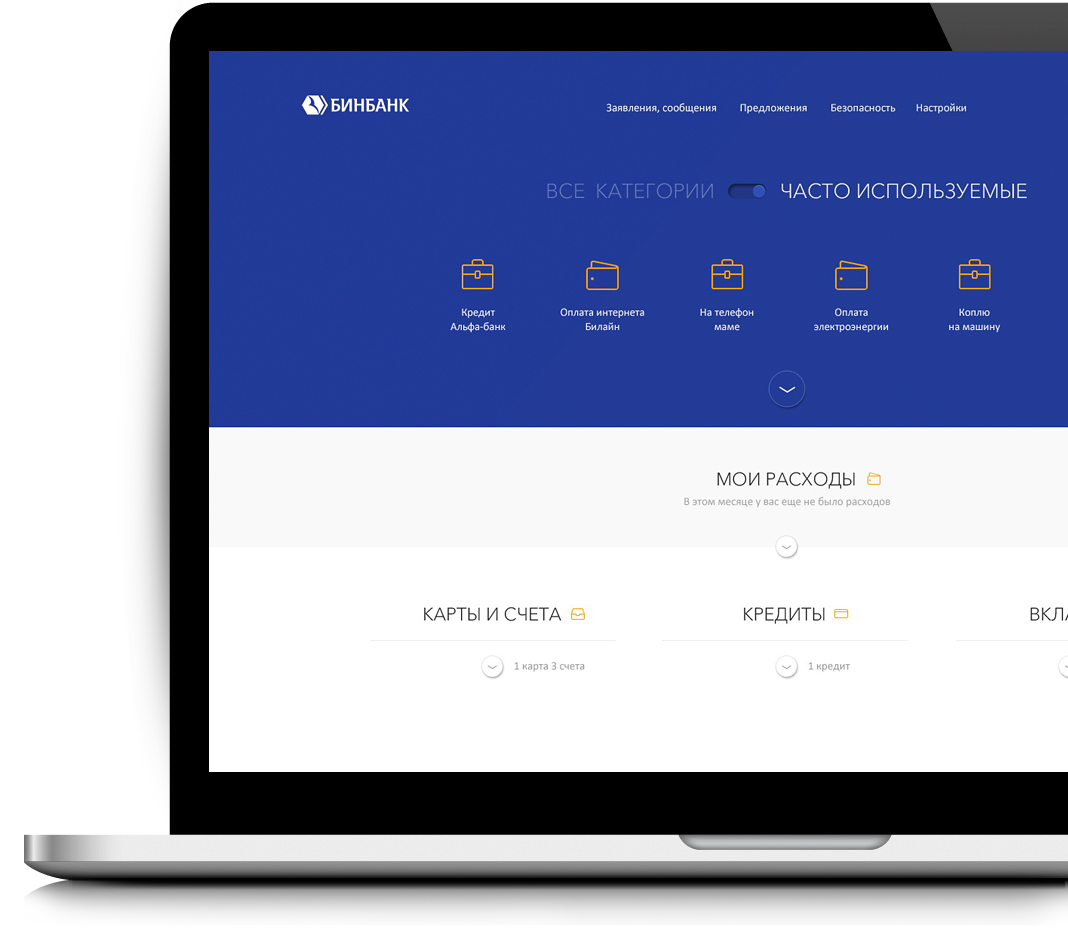 БИНБАНК
Заявления, сообщения Предложения Безопасность Настройки
ВСЕ КАТЕГОРИИ ЧАСТО ИСПОЛЬЗУЕМЫЕ
Кредит
Альфа-банк
Оплата интернета
Билайн
На телефон
маме
Оплата
электроэнергии
Коплю
на машину
МОИ РАСХОДЫ
В этом месяце у вас еще не было расходов
КАРТЫ И СЧЕТА
1 карта 3 счета
КРЕДИТЫ
1 кредит